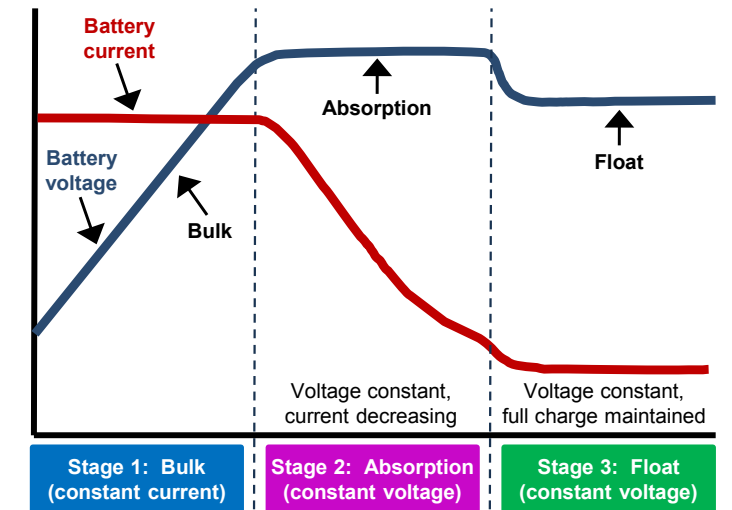 Battery
current
Absorption
Float
Battery
voltage
Bulk
Voltage constant,
current decreasing
Voltage constant,
full charge maintained
Stage 1:  Bulk
(constant current)
Stage 2:  Absorption
(constant voltage)
Stage 3:  Float
(constant voltage)